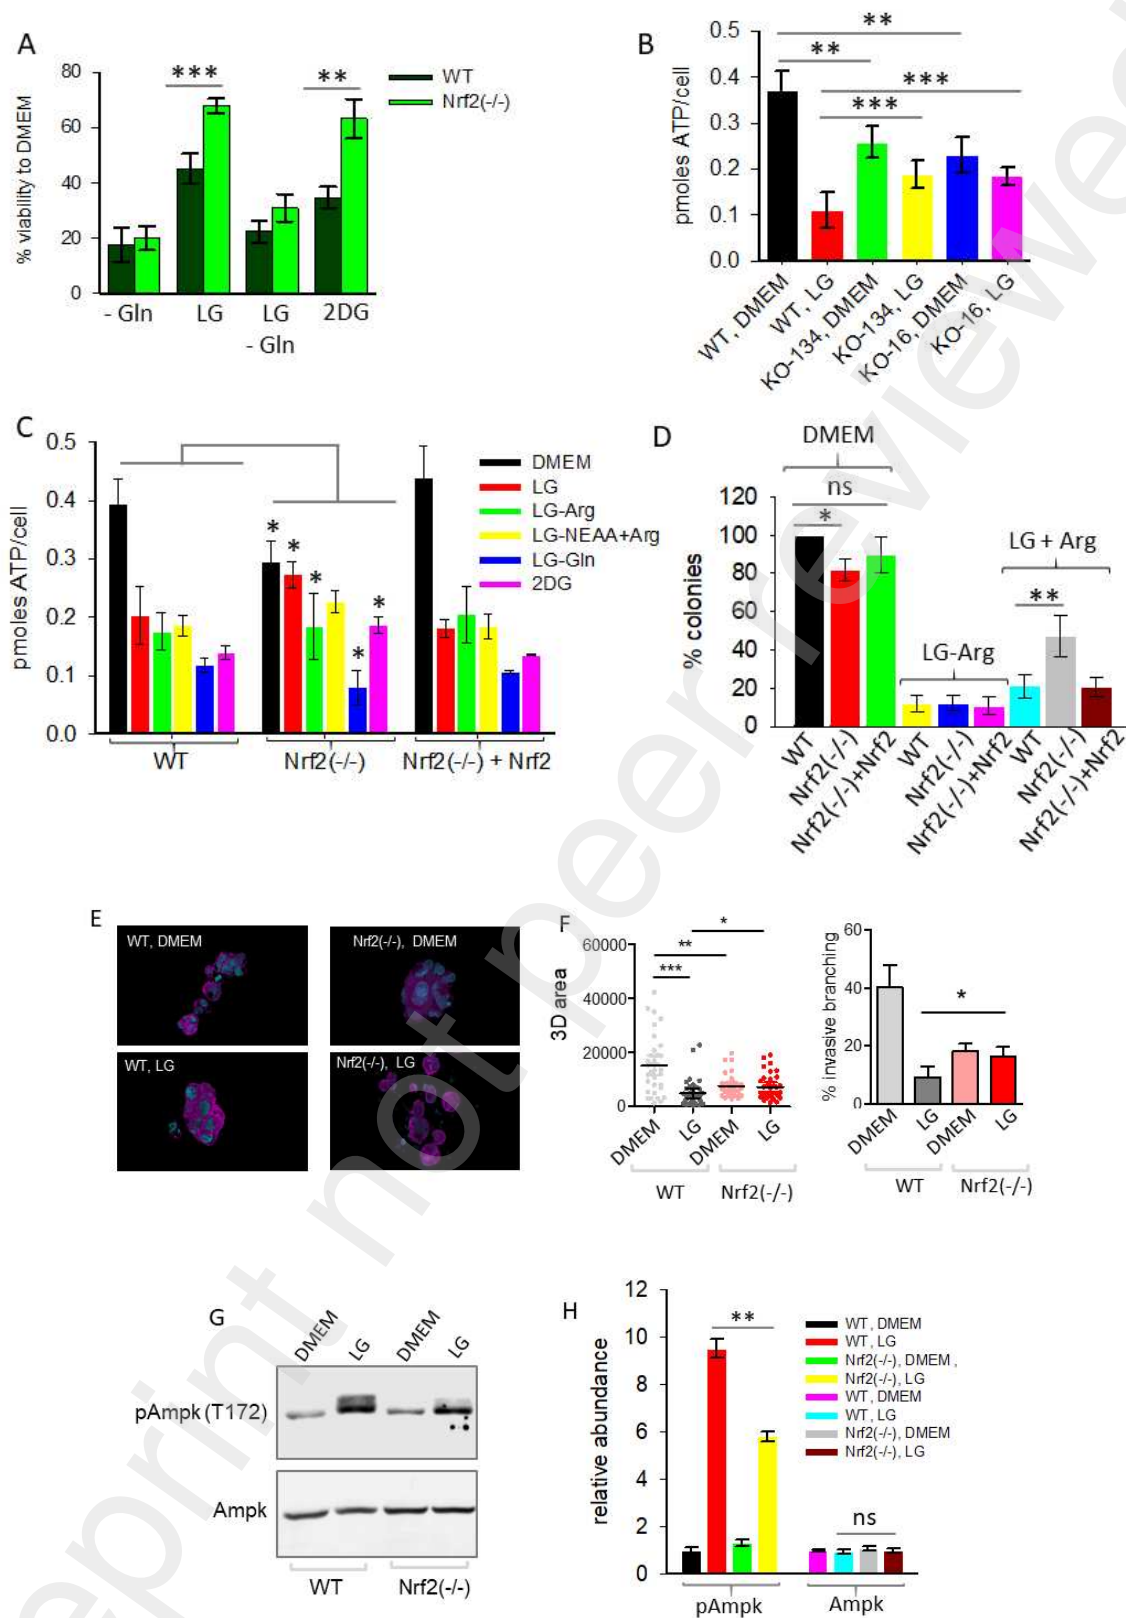 A
80
60
40
20
0
% viability to DMEM
***
**
WT
Nrf2(-/-)
- Gln
LG
LG
- Gln
2DG
B
0.5
0.4
0.3
0.2
0.1
0.0
pmoles ATP/cell
**
**
***
***
WT, DMEM
WT, LG
KO-134, DMEM
KO-134, LG
KO-16, DMEM
KO-16, LG
C
0.5
0.4
0.3
0.2
0.1
0.0
pmoles ATP/cell
*
*
*
*
*
DMEM
LG
LG-Arg
LG-NEAA+Arg
LG-Gln
2DG
WT
Nrf2(-/-)
Nrf2(-/-) + Nrf2
D
DMEM
ns
*
120
100
80
60
40
20
0
% colonies
LG-Arg
LG + Arg
**
WT
Nrf2(-/-)
Nrf2(-/-)+Nrf2
WT
Nrf2(-/-)
Nrf2(-/-)+Nrf2
WT
Nrf2(-/-)
Nrf2(-/-)+Nrf2
E
WT, DMEM
Nrf2(-/-), DMEM
WT, LG
Nrf2(-/-), LG
F
60000
40000
20000
0
3D area
*
**
***
DMEM
LG
DMEM
LG
WT
Nrf2(-/-)
60
40
20
0
% invasive branching
*
DMEM
LG
DMEM
LG
WT
Nrf2(-/-)
G
DMEM
LG
DMEM
LG
pAmpk (T172)
Ampk
WT
Nrf2(-/-)
H
12
10
8
6
4
2
0
relative abundance
**
ns
WT, DMEM
WT, LG
Nrf2(-/-), DMEM ,
Nrf2(-/-), LG
WT, DMEM
WT, LG
Nrf2(-/-), DMEM
Nrf2(-/-), LG
pAmpk
Ampk
eprint not peer reviewed